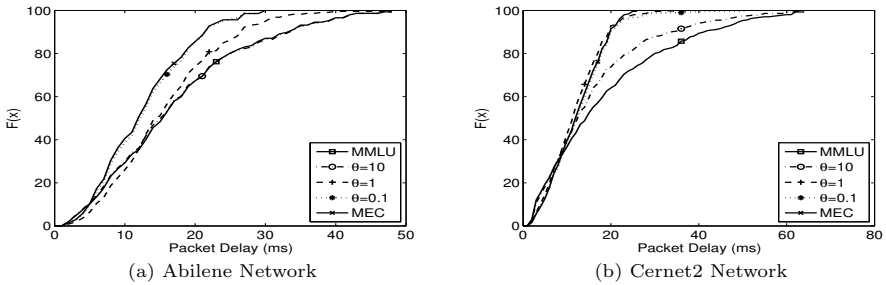 100
80
60
40
20
0
F(x)
0 10 20 30 40 50
Packet Delay (ms)
MMLU
θ=10
θ=1
θ=0.1
MEC
(a) Abilene Network
100
80
60
40
20
0
F(x)
0 20 40 60 80
Packet Delay (ms)
MMLU
θ=10
θ=1
θ=0.1
MEC
(b) Cernet2 Network